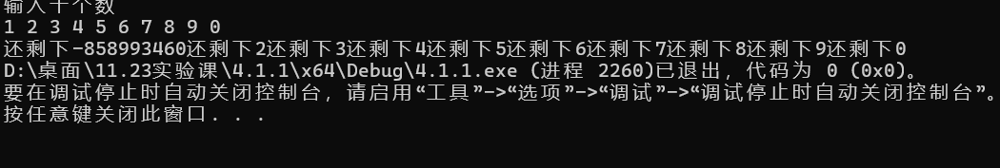 输入十个数
1 2 3 4 5 6 7 8 9 0
还剩下-858993460还剩下2还剩下3还剩下4还剩下5还剩下6还剩下7还剩下8还剩下9还剩下0
D:\桌面\11.23实验课\4.1.1\x64\Debug\4.1.1.exe (进程 2260)已退出，代码为 0 (0x0)。
要在调试停止时自动关闭控制台，请启用“工具”->“选项”->“调试”->“调试停止时自动关闭控制台”。
按任意键关闭此窗口. . .